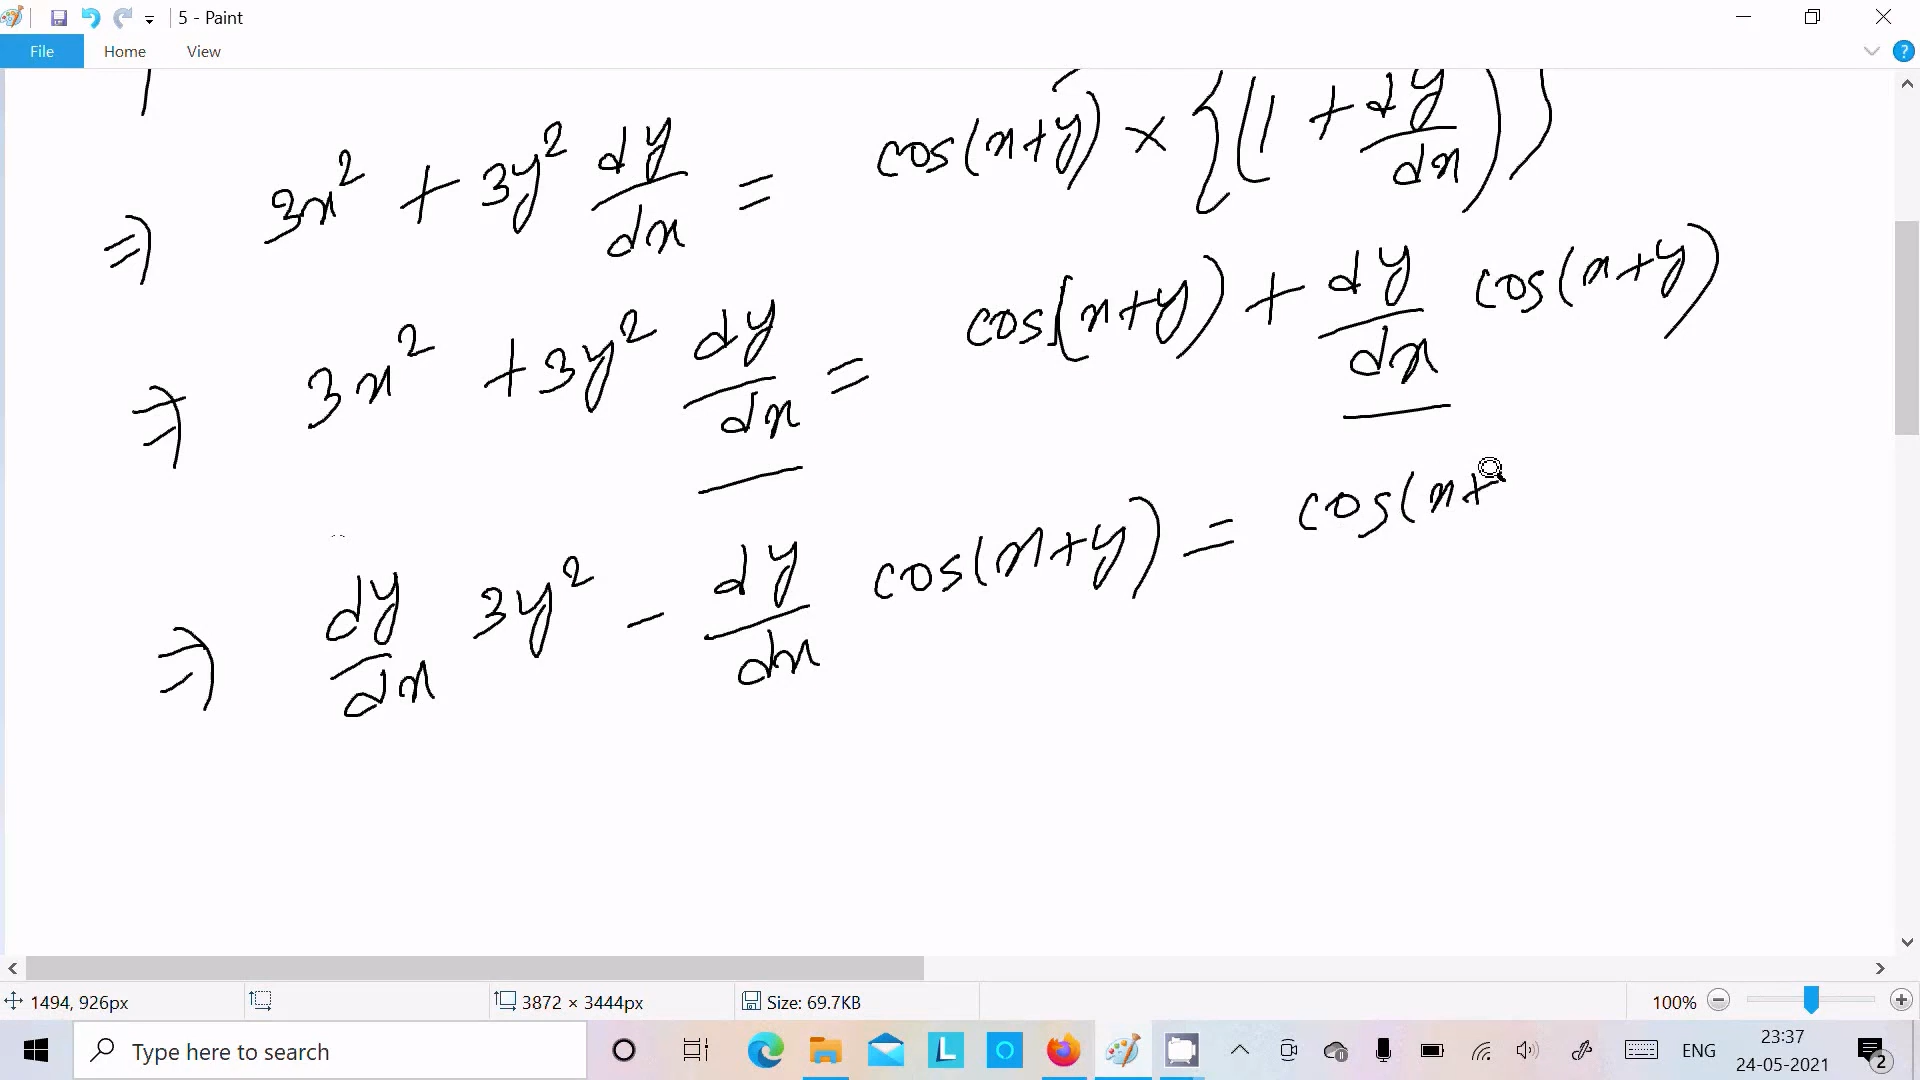 5 - Paint
File Home View
⇒ 3x² + 3y² dy/dx = cos(x+y) × {(1 + dy/dx)}
⇒ 3x² + 3y² dy/dx = cos(x+y) + dy/dx cos(x+y)
⇒ dy/dx 3y² - dy/dx cos(x+y) = cos(x+
1494, 926px 3872 × 3444px Size: 69.7KB 100%
Type here to search ENG 23:37
24-05-2021 2